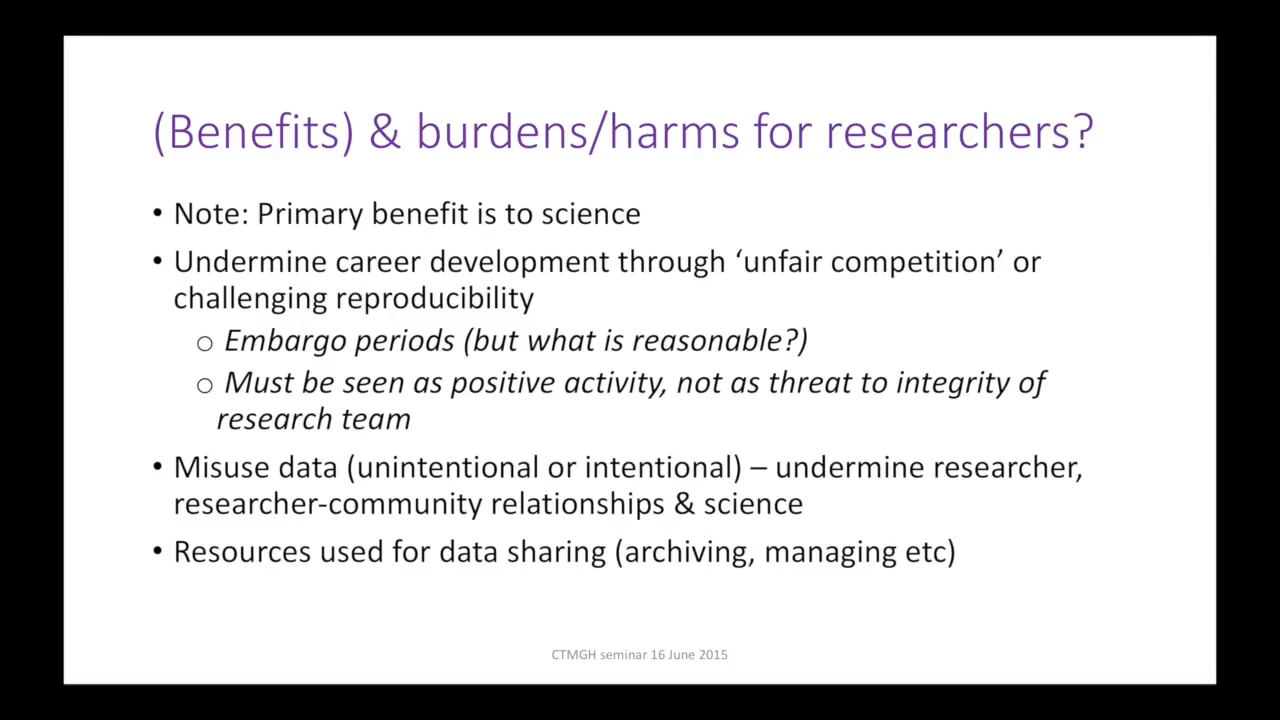 (Benefits) & burdens/harms for researchers?
• Note: Primary benefit is to science
• Undermine career development through ‘unfair competition’ or
challenging reproducibility
o Embargo periods (but what is reasonable?)
o Must be seen as positive activity, not as threat to integrity of
research team
• Misuse data (unintentional or intentional) – undermine researcher,
researcher-community relationships & science
• Resources used for data sharing (archiving, managing etc)
CTMGH seminar 16 June 2015